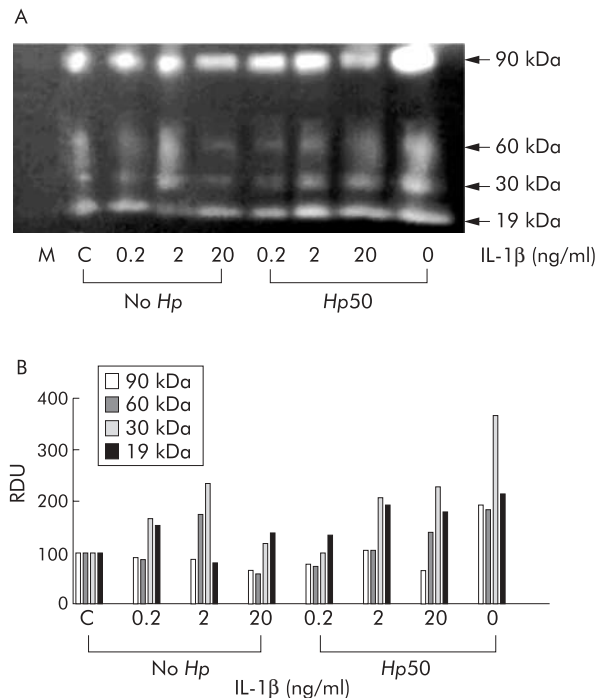 A
90 kDa
60 kDa
30 kDa
19 kDa
M C 0.2 2 20 0.2 2 20 0 IL-1β (ng/ml)
No Hp Hp50
B
90 kDa
60 kDa
30 kDa
19 kDa
400
300
200
100
0
RDU
C 0.2 2 20 0.2 2 20 0
No Hp Hp50
IL-1β (ng/ml)